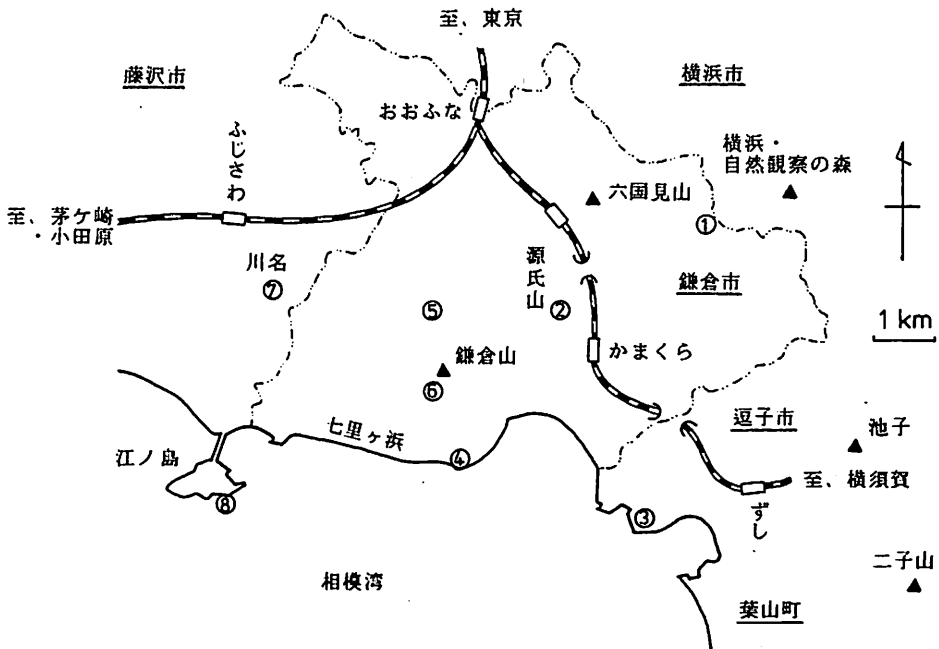 至、東京
藤沢市
横浜市
おおふな
ふじさわ
横浜・
自然観察の森
六国見山
①
至、茅ケ崎
・小田原
川名
⑦
源氏山
②
鎌倉市
⑤
1 km
かまくら
鎌倉山
⑥
逗子市
池子
七里ヶ浜
④
江ノ島
⑧
至、横須賀
ずし
③
二子山
相模湾
葉山町